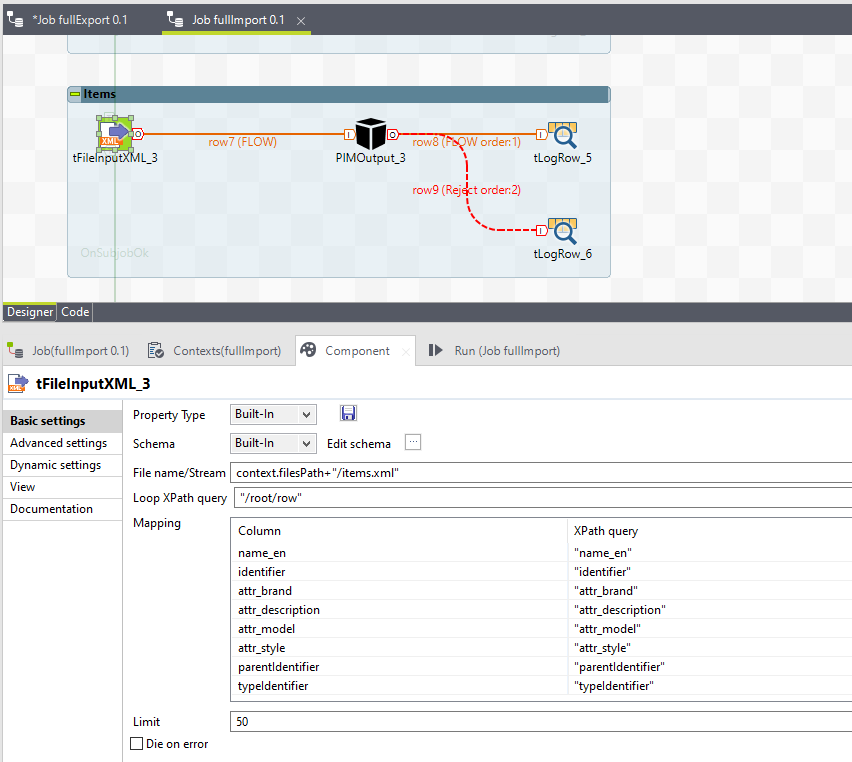 *Job fullExport 0.1
Job fullImport 0.1
Items
row7 (FLOW)
row8 (FLOW order:1)
tFileInputXML_3
PIMOutput_3
tLogRow_5
row9 (Reject order:2)
OnSubjobOk
tLogRow_6
Designer Code
Job(fullImport 0.1) Contexts(fullImport) Component Run (Job fullImport)
tFileInputXML_3
Basic settings
Advanced settings
Dynamic settings
View
Documentation
Property Type Built-In
Schema Built-In Edit schema ...
File name/Stream context.filesPath+"/items.xml"
Loop XPath query "/root/row"
Mapping
Column XPath query
name_en "name_en"
identifier "identifier"
attr_brand "attr_brand"
attr_description "attr_description"
attr_model "attr_model"
attr_style "attr_style"
parentIdentifier "parentIdentifier"
typeIdentifier "typeIdentifier"
Limit 50
Die on error